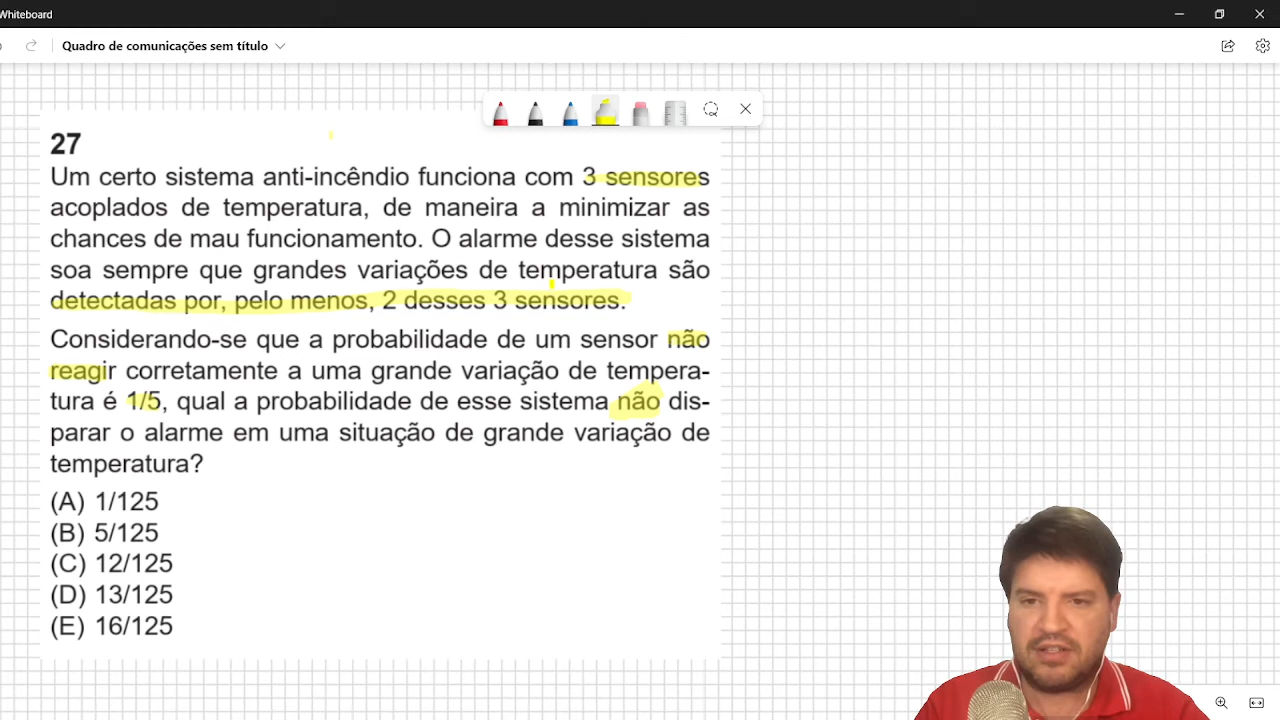 Whiteboard
Quadro de comunicações sem título
27
Um certo sistema anti-incêndio funciona com 3 sensores
acoplados de temperatura, de maneira a minimizar as
chances de mau funcionamento. O alarme desse sistema
soa sempre que grandes variações de temperatura são
detectadas por, pelo menos, 2 desses 3 sensores.
Considerando-se que a probabilidade de um sensor não
reagir corretamente a uma grande variação de tempera-
tura é 1/5, qual a probabilidade de esse sistema não dis-
parar o alarme em uma situação de grande variação de
temperatura?
(A) 1/125
(B) 5/125
(C) 12/125
(D) 13/125
(E) 16/125